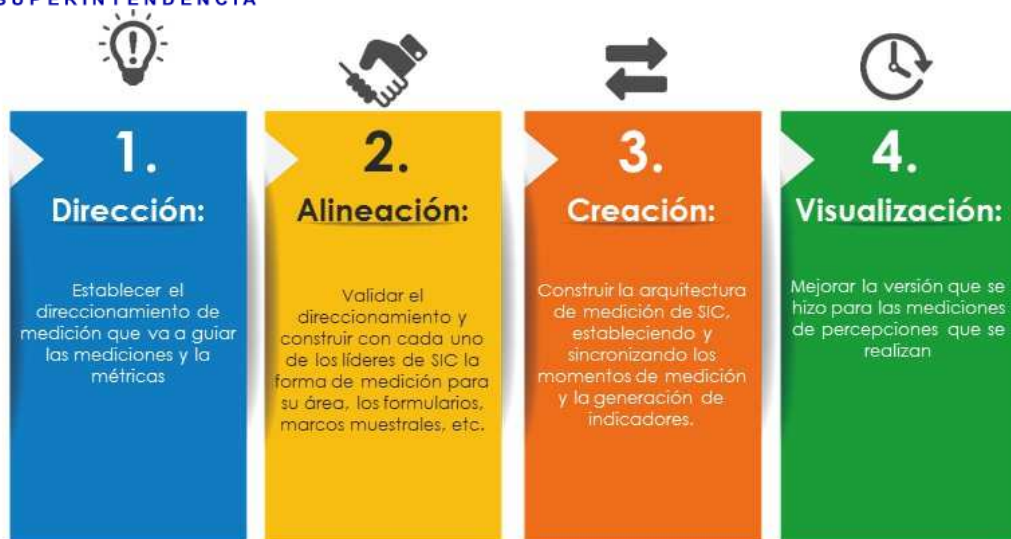 SUPERINTENDENCIA
1.
Dirección:
Establecer el
direccionamiento de
medición que va a guiar
las mediciones y la
métricas
2.
Alineación:
Validar el
direccionamiento y
construir con cada uno
de los líderes de SIC la
forma de medición para
su área, los formularios,
marcos muestrales, etc.
3.
Creación:
Construir la arquitectura
de medición de SIC,
estableciendo y
sincronizando los
momentos de medición
y la generación de
indicadores.
4.
Visualización:
Mejorar la versión que se
hizo para las mediciones
de percepciones que se
realizan